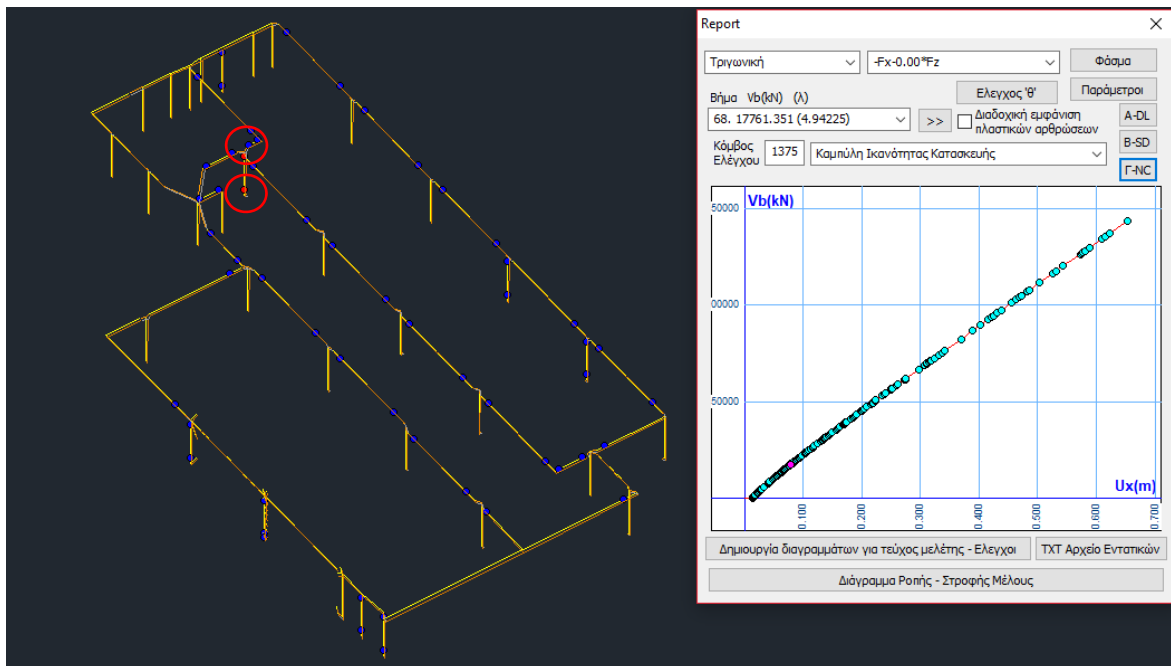 Report
Τριγωνική
-Fx-0.00*Fz
Φάσμα
Ελεγχος 'θ'
Παράμετροι
Βήμα Vb(kN) (λ)
68. 17761.351 (4.94225)
>>
Διαδοχική εμφάνιση
πλαστικών αρθρώσεων
A-DL
B-SD
Γ-NC
Κόμβος
Ελέγχου
1375
Καμπύλη Ικανότητας Κατασκευής
Vb(kN)
50000
00000
50000
Ux(m)
0.100
0.200
0.300
0.400
0.500
0.600
0.700
Δημιουργία διαγραμμάτων για τεύχος μελέτης - Ελεγχοι
TXT Αρχείο Εντατικών
Διάγραμμα Ροπής - Στροφής Μέλους